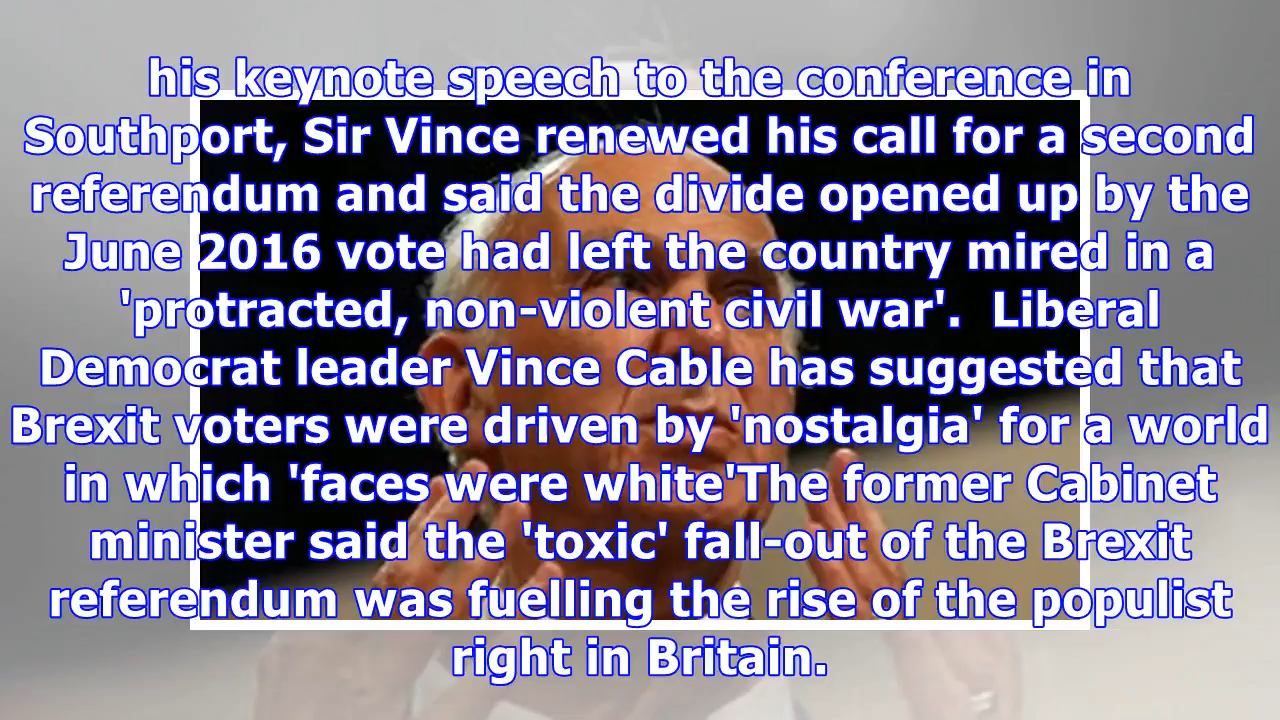 his keynote speech to the conference in
Southport, Sir Vince renewed his call for a second
referendum and said the divide opened up by the
June 2016 vote had left the country mired in a
'protracted, non-violent civil war'.  Liberal
Democrat leader Vince Cable has suggested that
Brexit voters were driven by 'nostalgia' for a world
in which 'faces were white'The former Cabinet
minister said the 'toxic' fall-out of the Brexit
referendum was fuelling the rise of the populist
right in Britain.